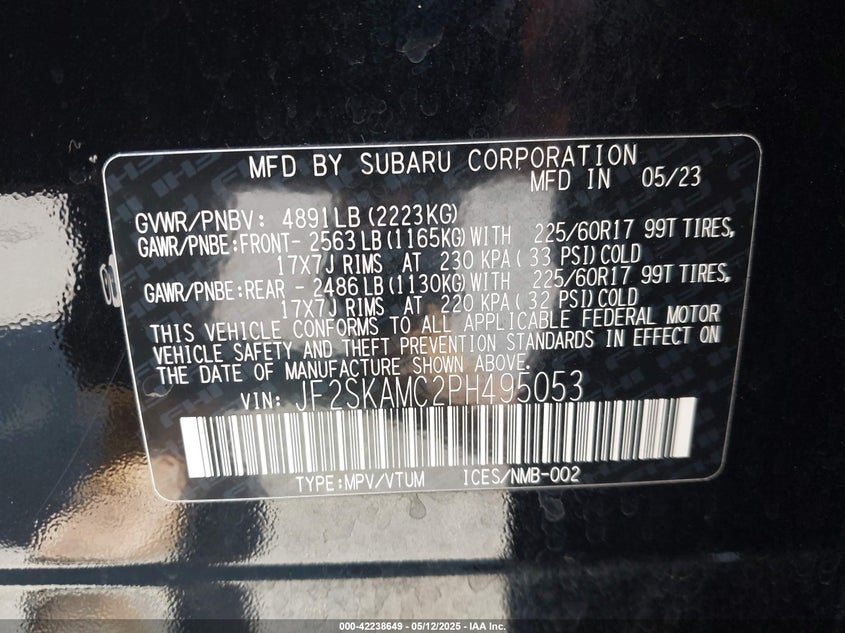 MFD BY SUBARU CORPORATION
MFD IN 05/23
GVWR/PNBV: 4891LB(2223KG)
GAWR/PNBE:FRONT- 2563LB(1165KG)WITH 225/60R17 99T TIRES,
17X7J RIMS AT 230 KPA( 33 PSI)COLD
GAWR/PNBE:REAR - 2486LB(1130KG)WITH 225/60R17 99T TIRES,
17X7J RIMS AT 220 KPA( 32 PSI)COLD
THIS VEHICLE CONFORMS TO ALL APPLICABLE FEDERAL MOTOR
VEHICLE SAFETY AND THEFT PREVENTION STANDARDS IN EFFECT ON
THE DATE OF MANUFACTURE SHOWN ABOVE.
VIN: JF2SKAMC2PH495053
TYPE:MPV/VTUM ICES/NMB-002
000-42238649 - 05/12/2025 - IAA Inc.